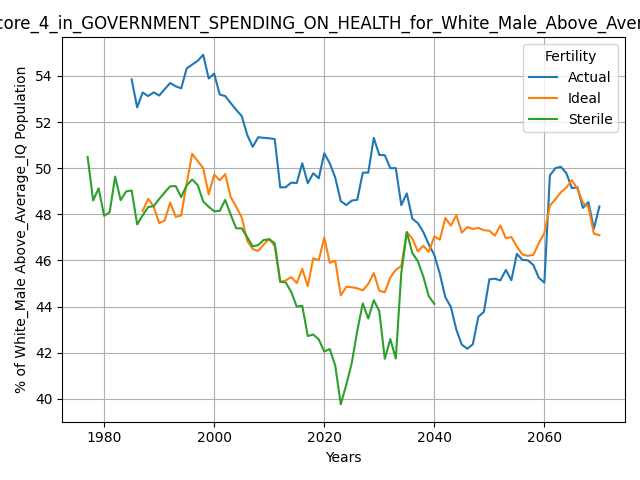 core_4_in_GOVERNMENT_SPENDING_ON_HEALTH_for_White_Male_Above_Aver
% of White_Male Above_Average_IQ Population
54
52
50
48
46
44
42
40
1980
2000
2020
2040
2060
Years
Fertility
Actual
Ideal
Sterile